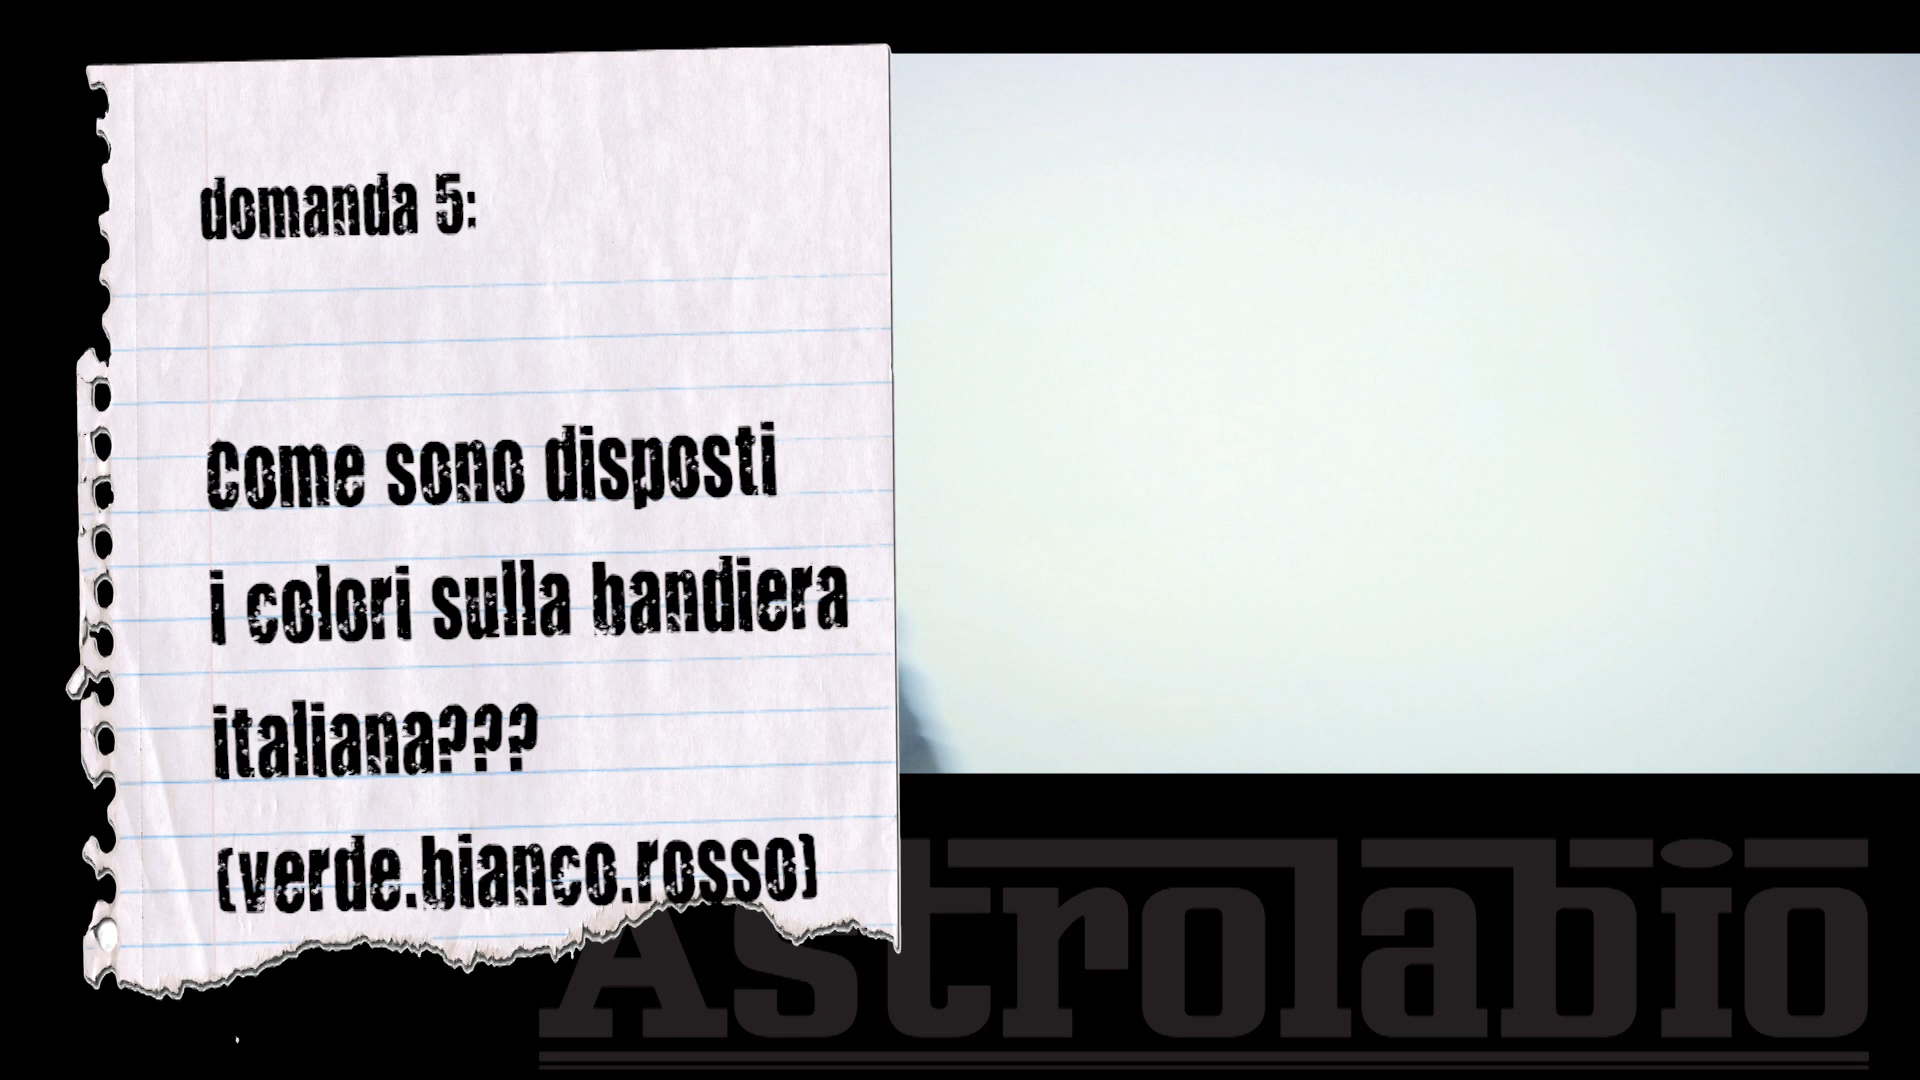 domanda 5:
Come sono disposti
i colori sulla bandiera
italiana???
(verde.bianco.rosso)
Astrolabio